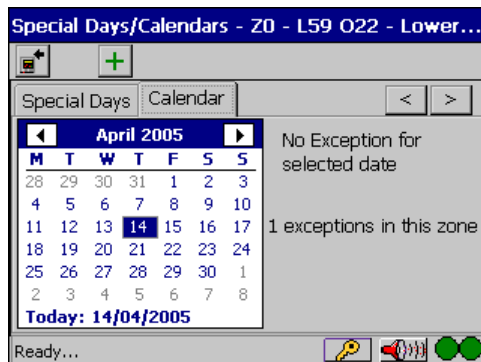 Special Days/Calendars - Z0 - L59 O22 - Lower...
Special Days Calendar < >
April 2005
M T W T F S S
28 29 30 31 1 2 3
4 5 6 7 8 9 10
11 12 13 14 15 16 17
18 19 20 21 22 23 24
25 26 27 28 29 30 1
2 3 4 5 6 7 8
Today: 14/04/2005
No Exception for
selected date
1 exceptions in this zone
Ready...